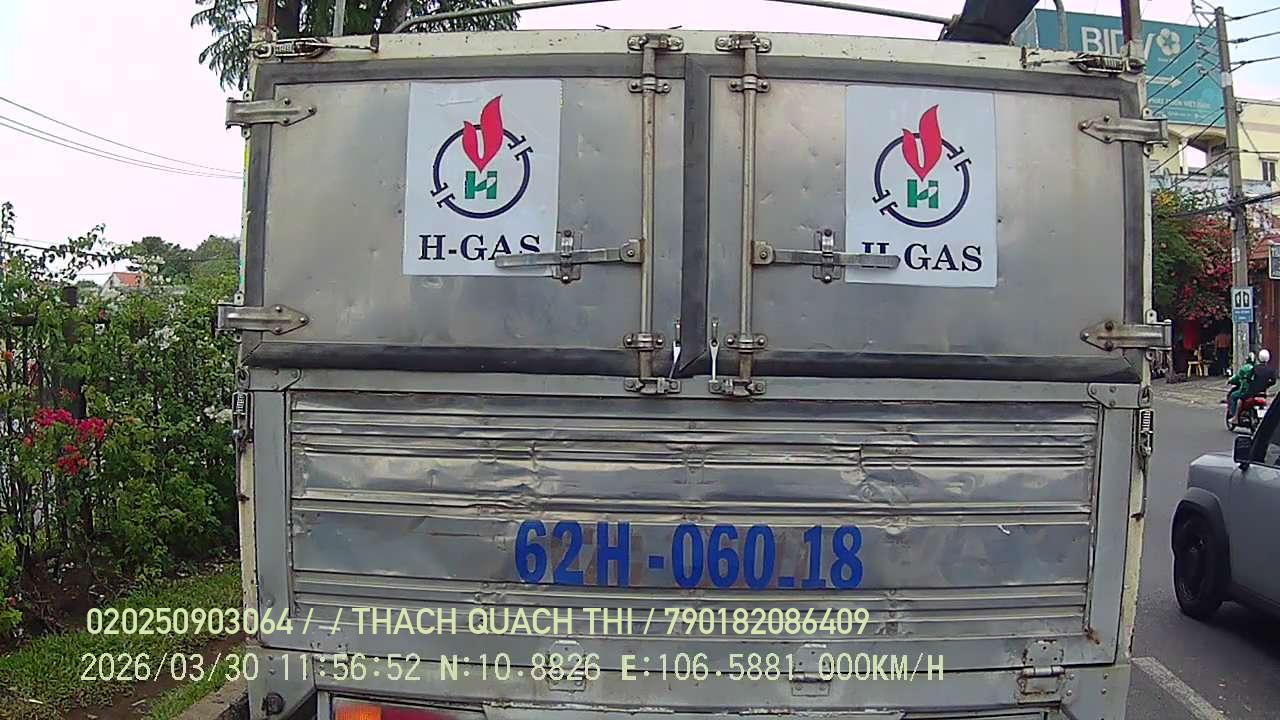 BIDV
H
H-GAS
H
H-GAS
62H-060.18
020250903064 / / THACH QUACH THI / 790182086409
2026/03/30 11:56:52 N:10.8826 E:106.5881 000KM/H